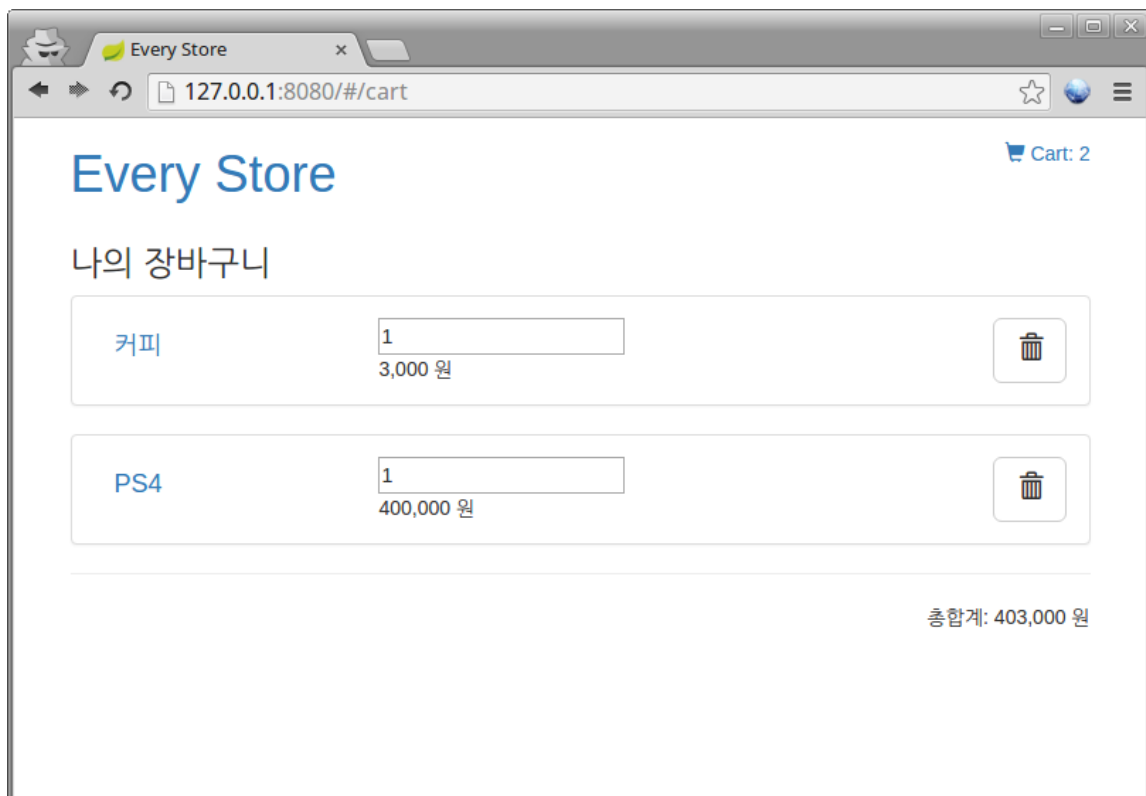 Every Store
127.0.0.1:8080/#/cart
Every Store
Cart: 2
나의 장바구니
커피
1
3,000 원
PS4
1
400,000 원
총합계: 403,000 원